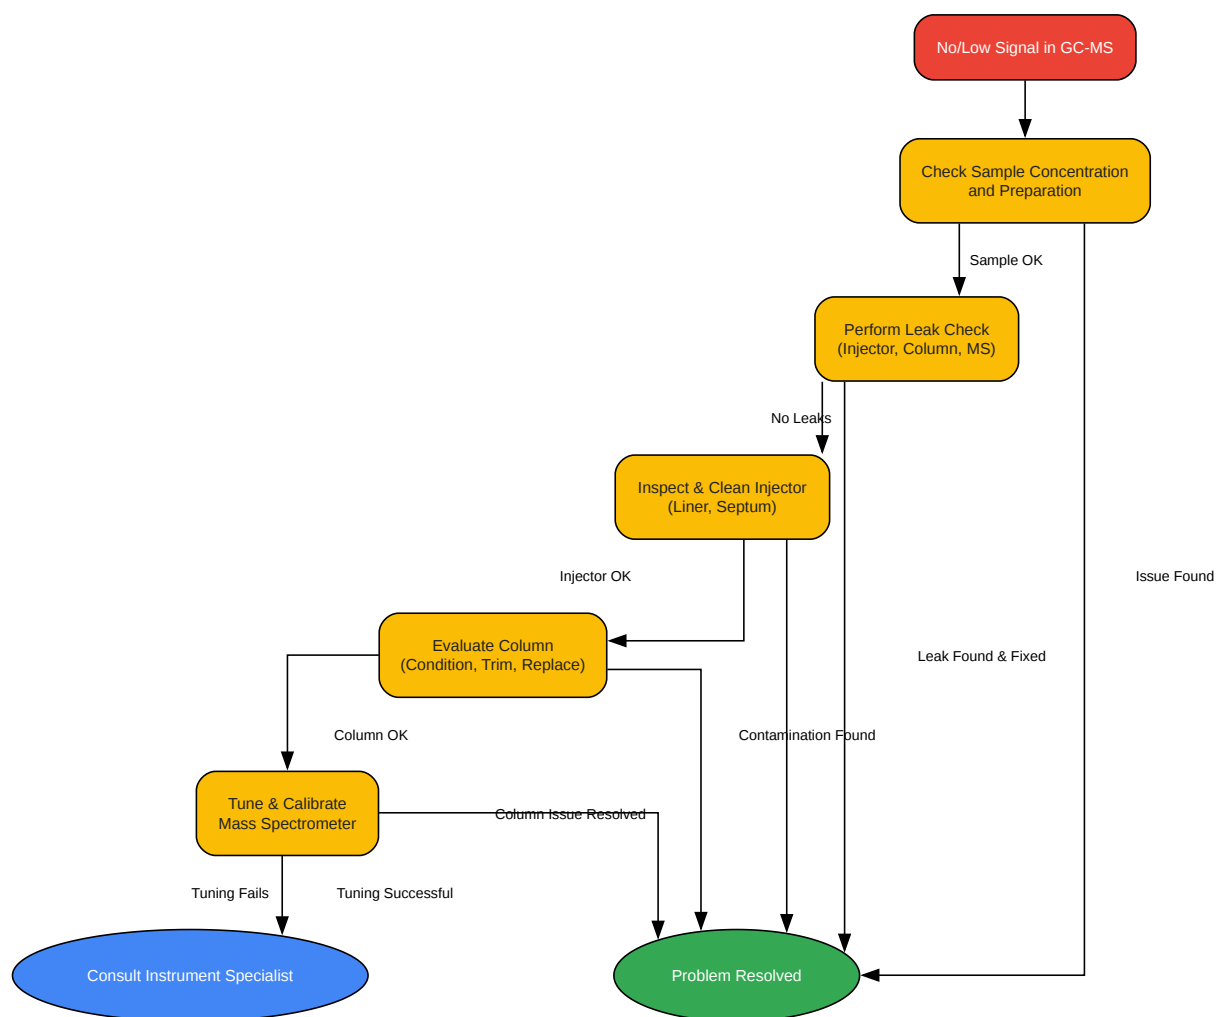 No/Low Signal in GC-MS
Check Sample Concentration
and Preparation
Sample OK
Perform Leak Check
(Injector, Column, MS)
No Leaks
Inspect & Clean Injector
(Liner, Septum)
Injector OK
Issue Found
Evaluate Column
(Condition, Trim, Replace)
Leak Found & Fixed
Column OK
Contamination Found
Tune & Calibrate
Mass Spectrometer
Column Issue Resolved
Tuning Fails
Tuning Successful
Consult Instrument Specialist
Problem Resolved